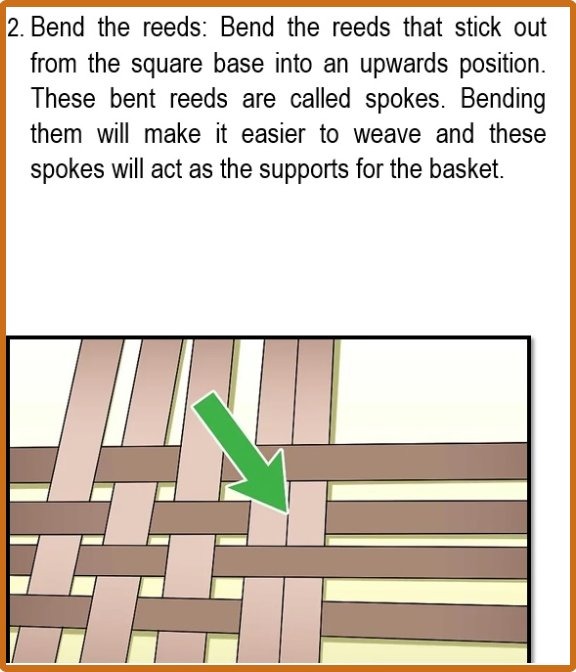 2. Bend the reeds: Bend the reeds that stick out
from the square base into an upwards position.
These bent reeds are called spokes. Bending
them will make it easier to weave and these
spokes will act as the supports for the basket.